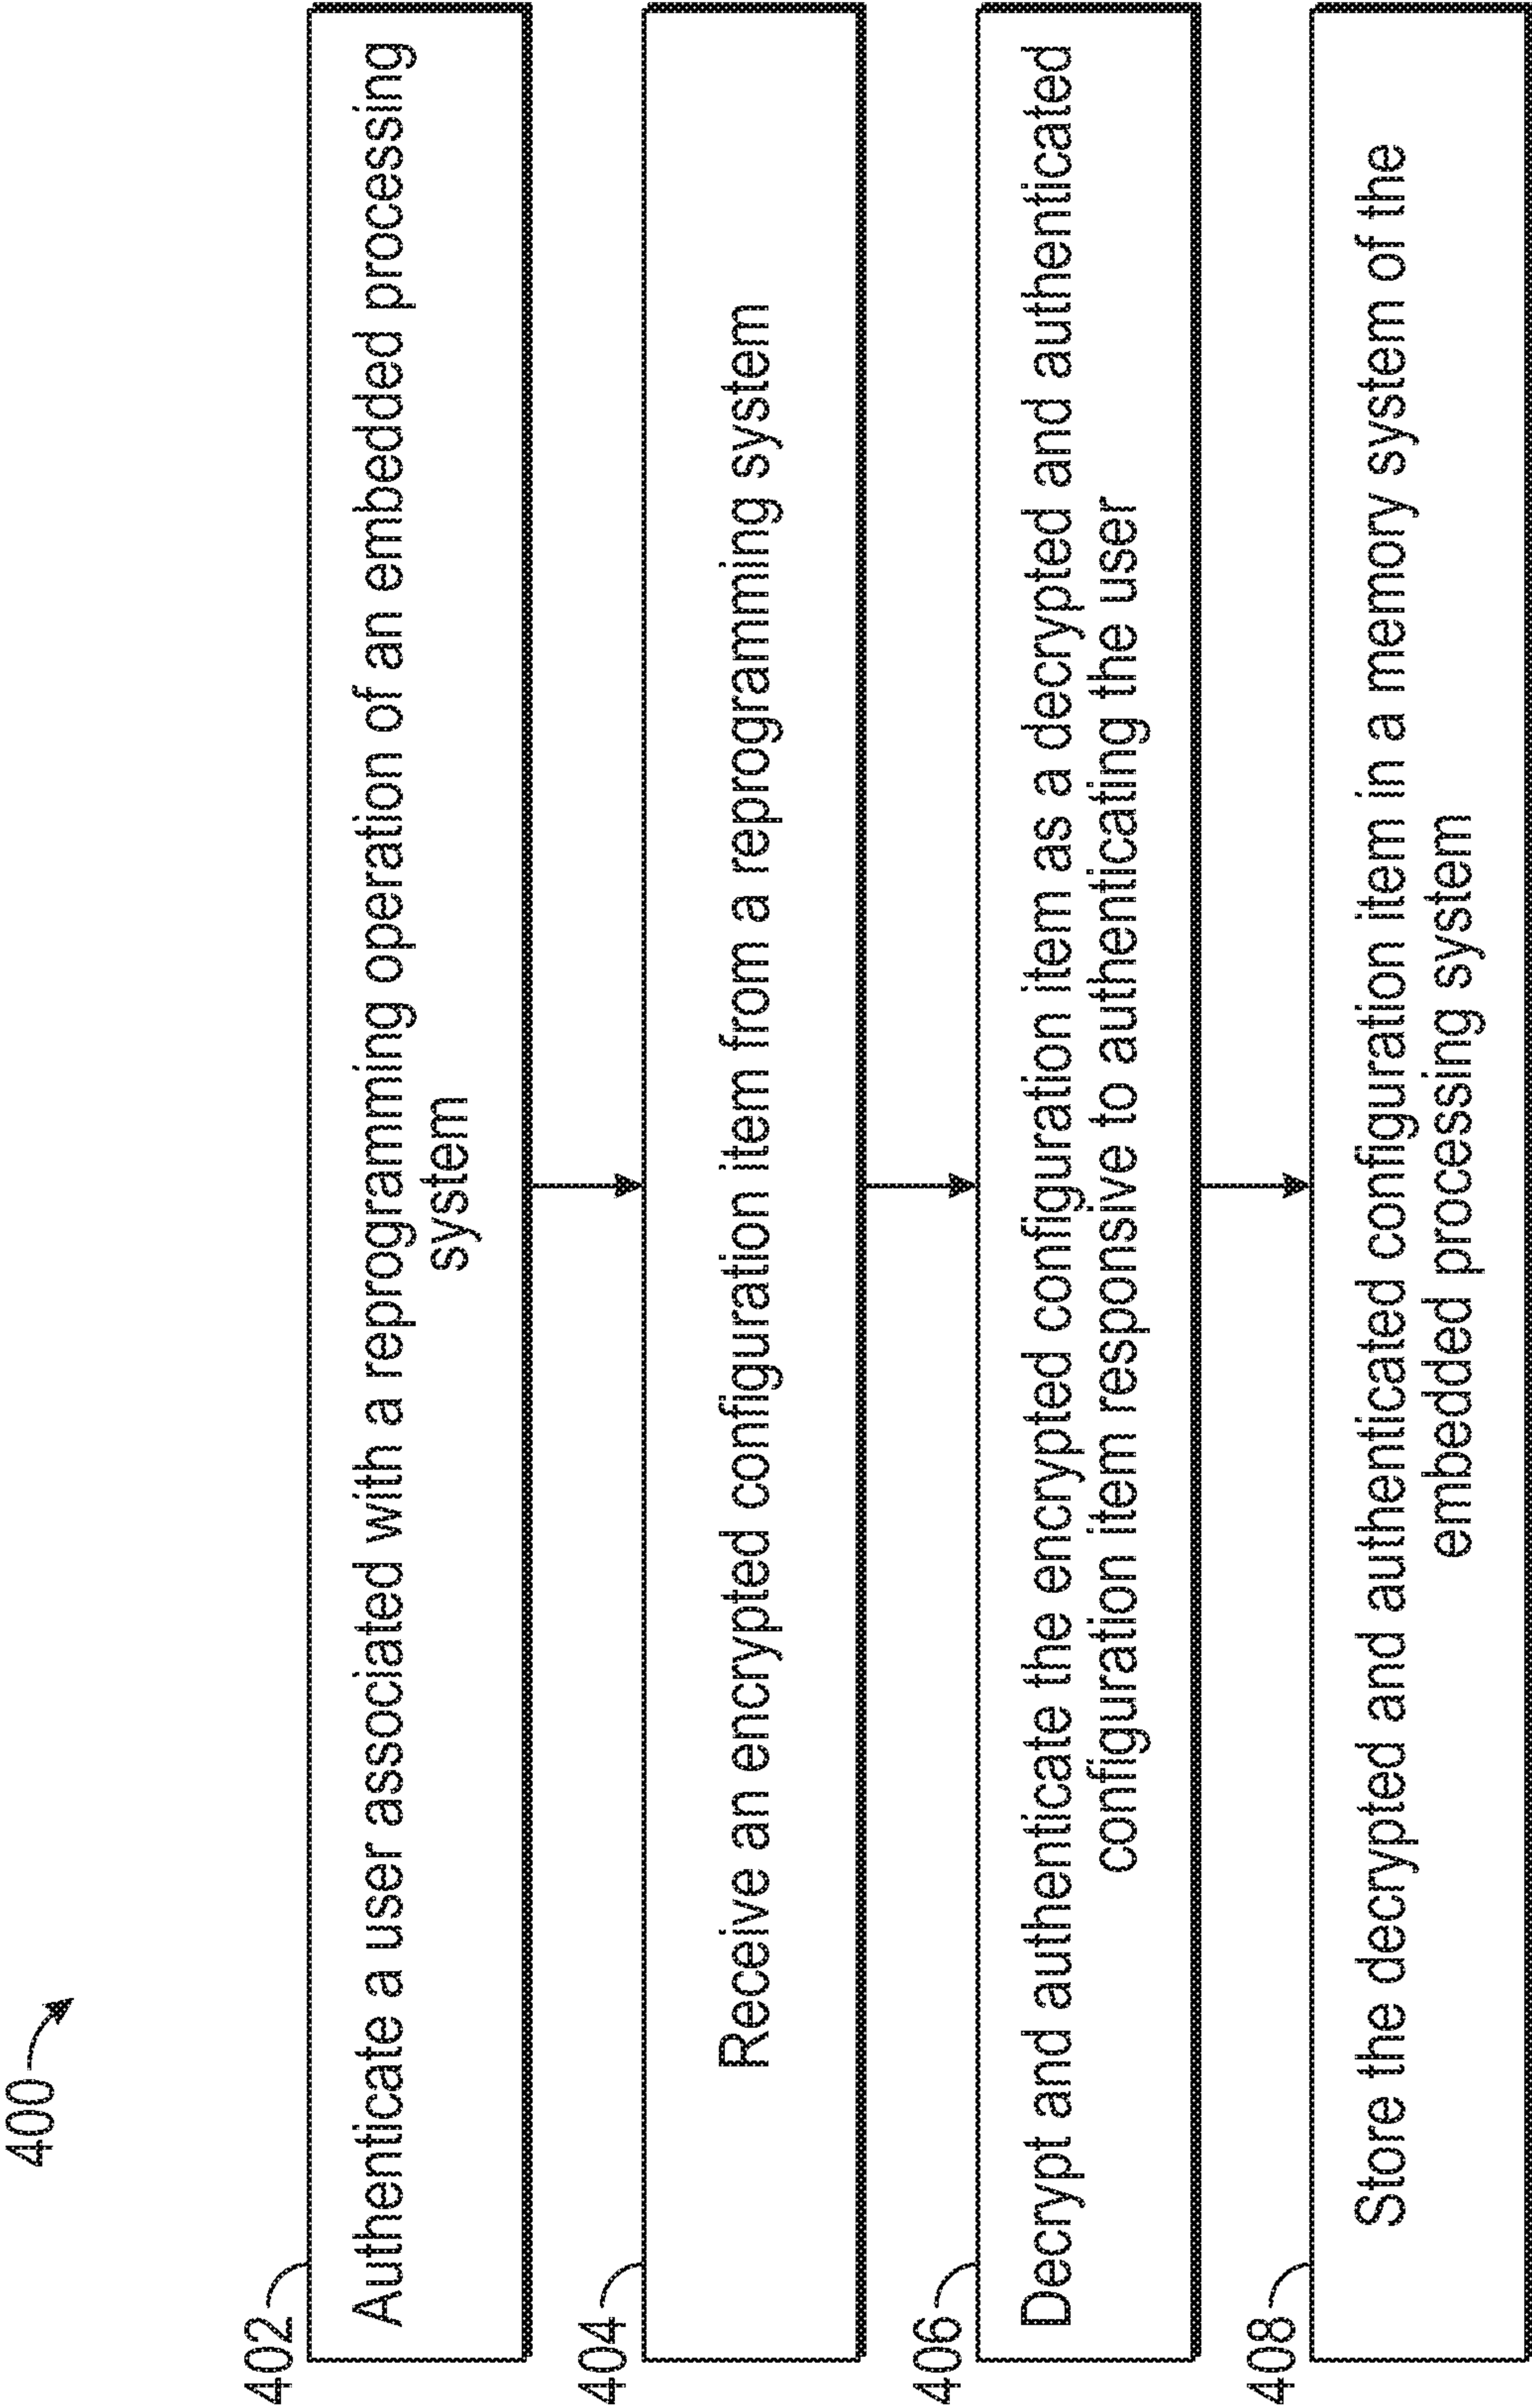 400
402
Authenticate a user associated with a reprogramming operation of an embedded processing
system
404
Receive an encrypted configuration item from a reprogramming system
406
Decrypt and authenticate the encrypted configuration item as a decrypted and authenticated
configuration item responsive to authenticating the user
408
Store the decrypted and authenticated configuration item in a memory system of the
embedded processing system